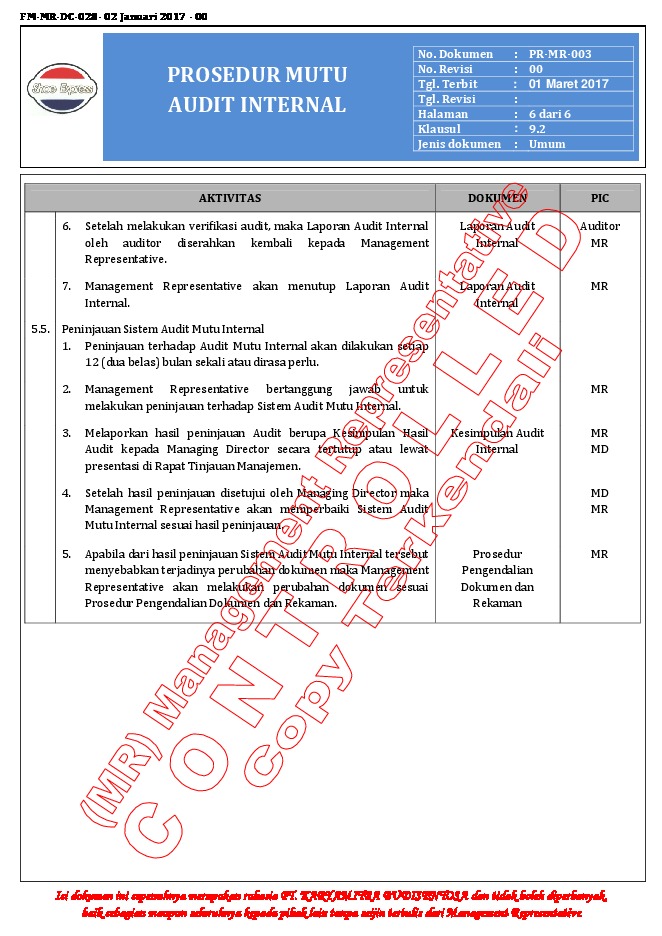 FM-MR-DC-028- 02 Januari 2017 - 00
Shoe Express
PROSEDUR MUTU
AUDIT INTERNAL
No. Dokumen : PR-MR-003
No. Revisi : 00
Tgl. Terbit : 01 Maret 2017
Tgl. Revisi :
Halaman : 6 dari 6
Klausul : 9.2
Jenis dokumen : Umum
AKTIVITAS DOKUMEN PIC
6. Setelah melakukan verifikasi audit, maka Laporan Audit Internal Laporan Audit Auditor
oleh auditor diserahkan kembali kepada Management Internal MR
Representative.
7. Management Representative akan menutup Laporan Audit Laporan Audit MR
Internal. Internal
5.5. Peninjauan Sistem Audit Mutu Internal
1. Peninjauan terhadap Audit Mutu Internal akan dilakukan setiap
12 (dua belas) bulan sekali atau dirasa perlu.
2. Management Representative bertanggung jawab untuk MR
melakukan peninjauan terhadap Sistem Audit Mutu Internal.
3. Melaporkan hasil peninjauan Audit berupa Kesimpulan Hasil Kesimpulan Audit MR
Audit kepada Managing Director secara tertutup atau lewat Internal MD
presentasi di Rapat Tinjauan Manajemen.
4. Setelah hasil peninjauan disetujui oleh Managing Director maka MD
Management Representative akan memperbaiki Sistem Audit MR
Mutu Internal sesuai hasil peninjauan.
5. Apabila dari hasil peninjauan Sistem Audit Mutu Internal tersebut Prosedur MR
menyebabkan terjadinya perubahan dokumen maka Management Pengendalian
Representative akan melakukan perubahan dokumen sesuai Dokumen dan
Prosedur Pengendalian Dokumen dan Rekaman. Rekaman
(MR) Management Representative
CONTROLLED
Copy Terkendali
Isi dokumen ini sepenuhnya merupakan rahasia PT. KARYAMITRA BUDISENTOSA dan tidak boleh diperbanyak,
baik sebagian maupun seluruhnya kepada pihak lain tanpa seijin tertulis dari Management Representative